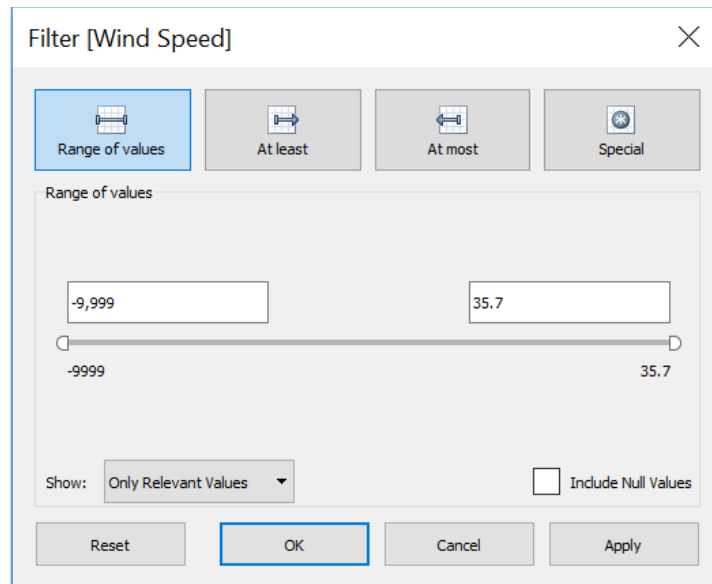 Filter [Wind Speed]
Range of values
At least
At most
Special
Range of values
-9,999
35.7
-9999
35.7
Show:
Only Relevant Values
Include Null Values
Reset
OK
Cancel
Apply